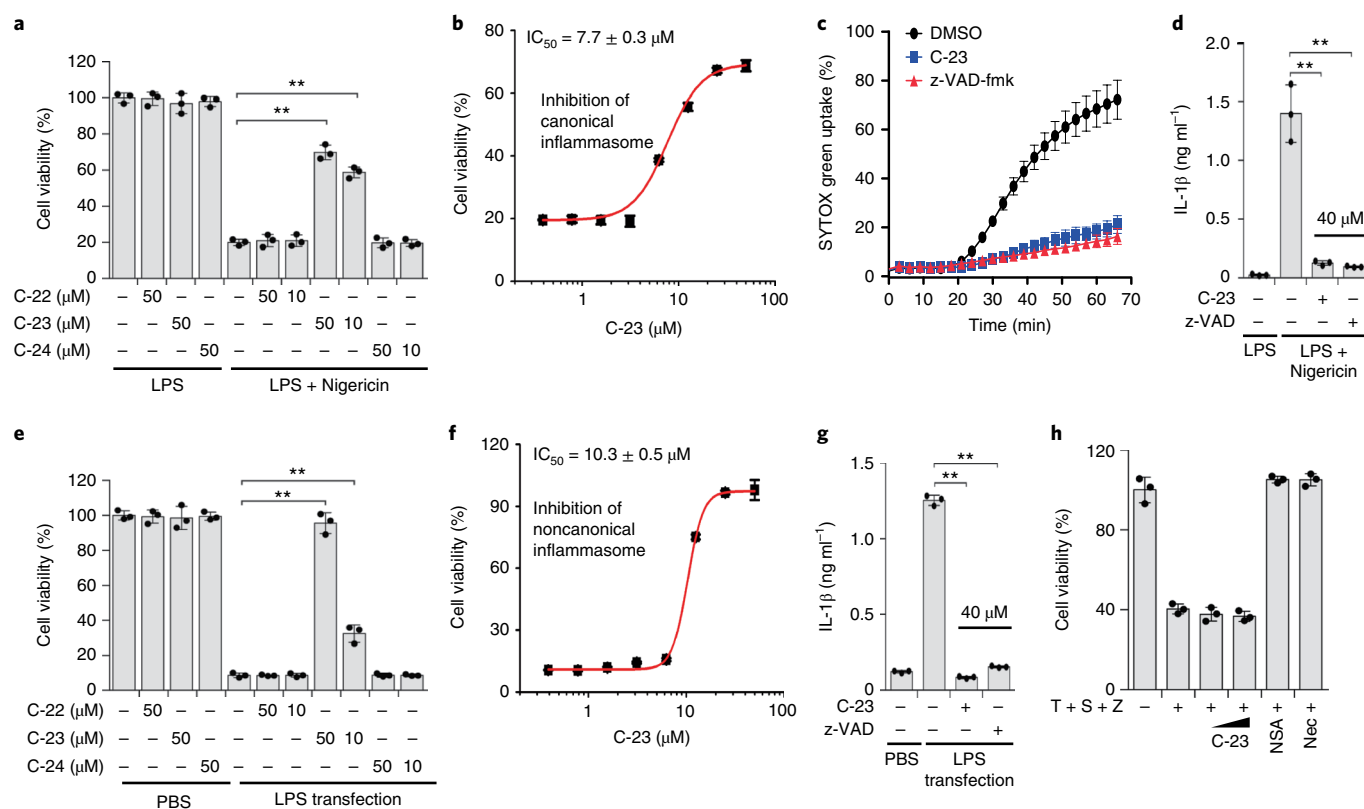 a
Cell viability (%)
120
100
80
60
40
20
0
**
**
C-22 (μM) – 50 – – – 50 10 – – – –
C-23 (μM) – – 50 – – – – 50 10 – –
C-24 (μM) – – – 50 – – – – – 50 10
LPS LPS + Nigericin
b
IC50 = 7.7 ± 0.3 μM
Inhibition of
canonical
inflammasome
Cell viability (%)
80
60
40
20
0
1 10 100
C-23 (μM)
c
DMSO
C-23
z-VAD-fmk
SYTOX green uptake (%)
100
80
60
40
20
0
0 10 20 30 40 50 60 70
Time (min)
d
IL-1β (ng ml−1)
2.0
1.5
1.0
0.5
0
**
**
40 μM
C-23 – – + –
z-VAD – – – +
LPS LPS +
Nigericin
e
Cell viability (%)
120
100
80
60
40
20
0
**
**
C-22 (μM) – 50 – – – 50 10 – – – –
C-23 (μM) – – 50 – – – – 50 10 – –
C-24 (μM) – – – 50 – – – – – 50 10
PBS LPS transfection
f
IC50 = 10.3 ± 0.5 μM
Inhibition of
noncanonical
inflammasome
Cell viability (%)
120
90
60
30
0
1 10 100
C-23 (μM)
g
IL-1β (ng ml−1)
1.5
1.0
0.5
0
**
**
40 μM
C-23 – – + –
z-VAD – – – +
PBS LPS
transfection
h
Cell viability (%)
120
80
40
0
T + S + Z – + + + + +
C-23 NSA Nec